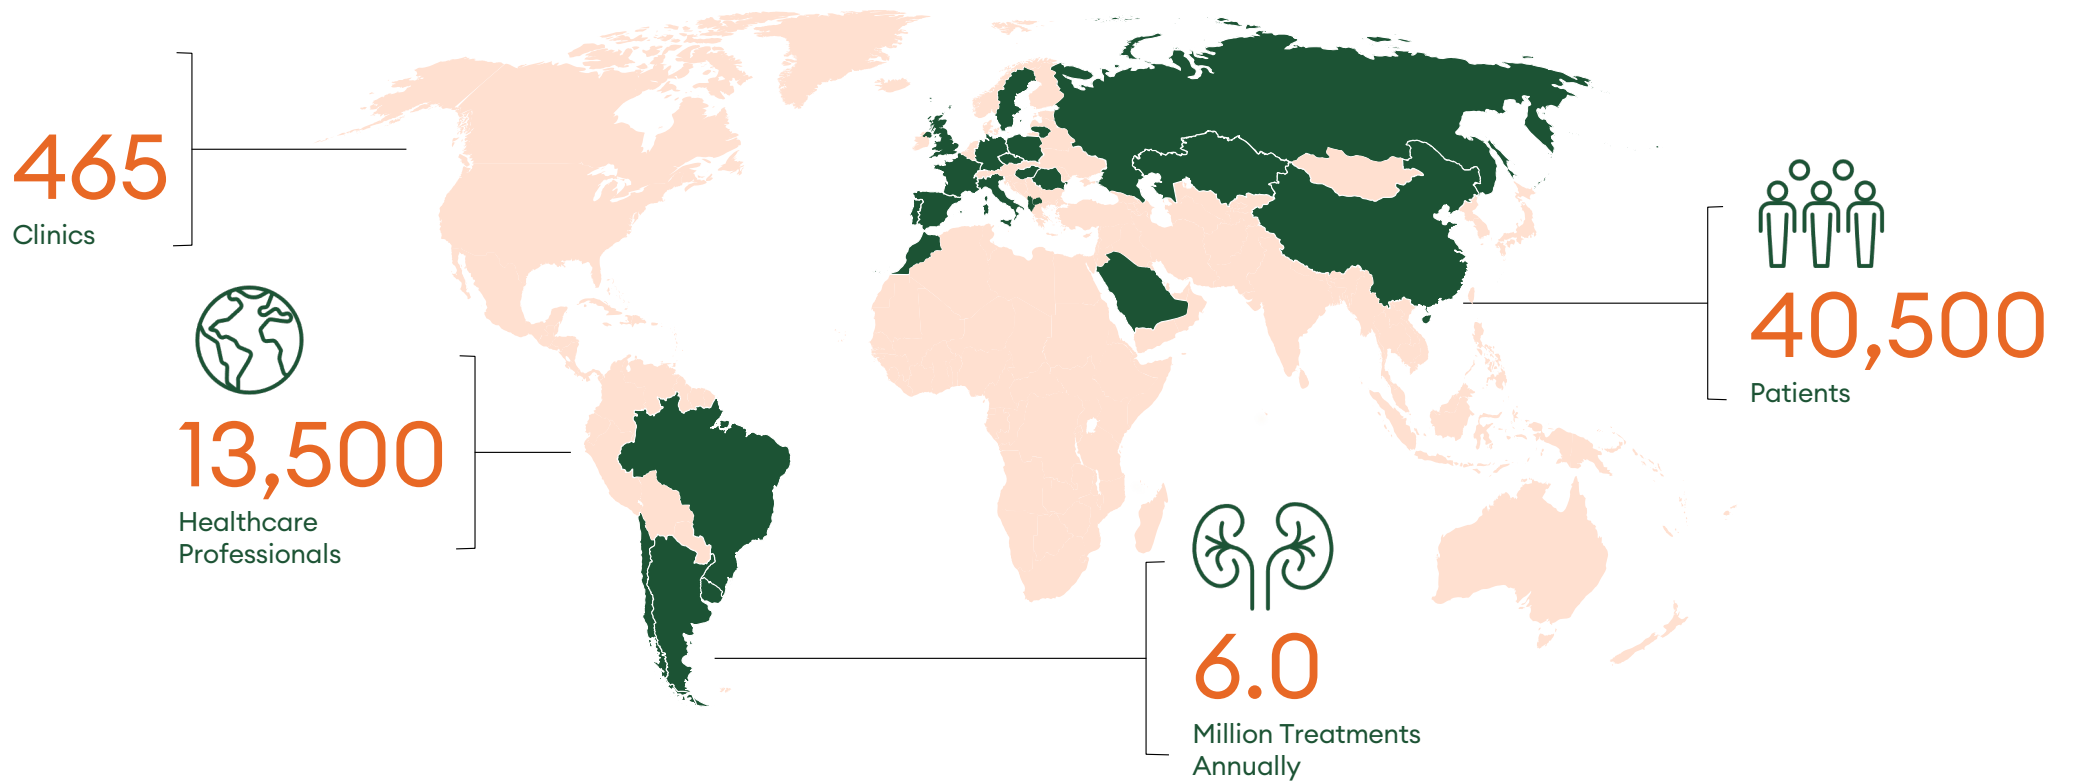 465
Clinics
13,500
Healthcare
Professionals
40,500
Patients
6.0
Million Treatments
Annually